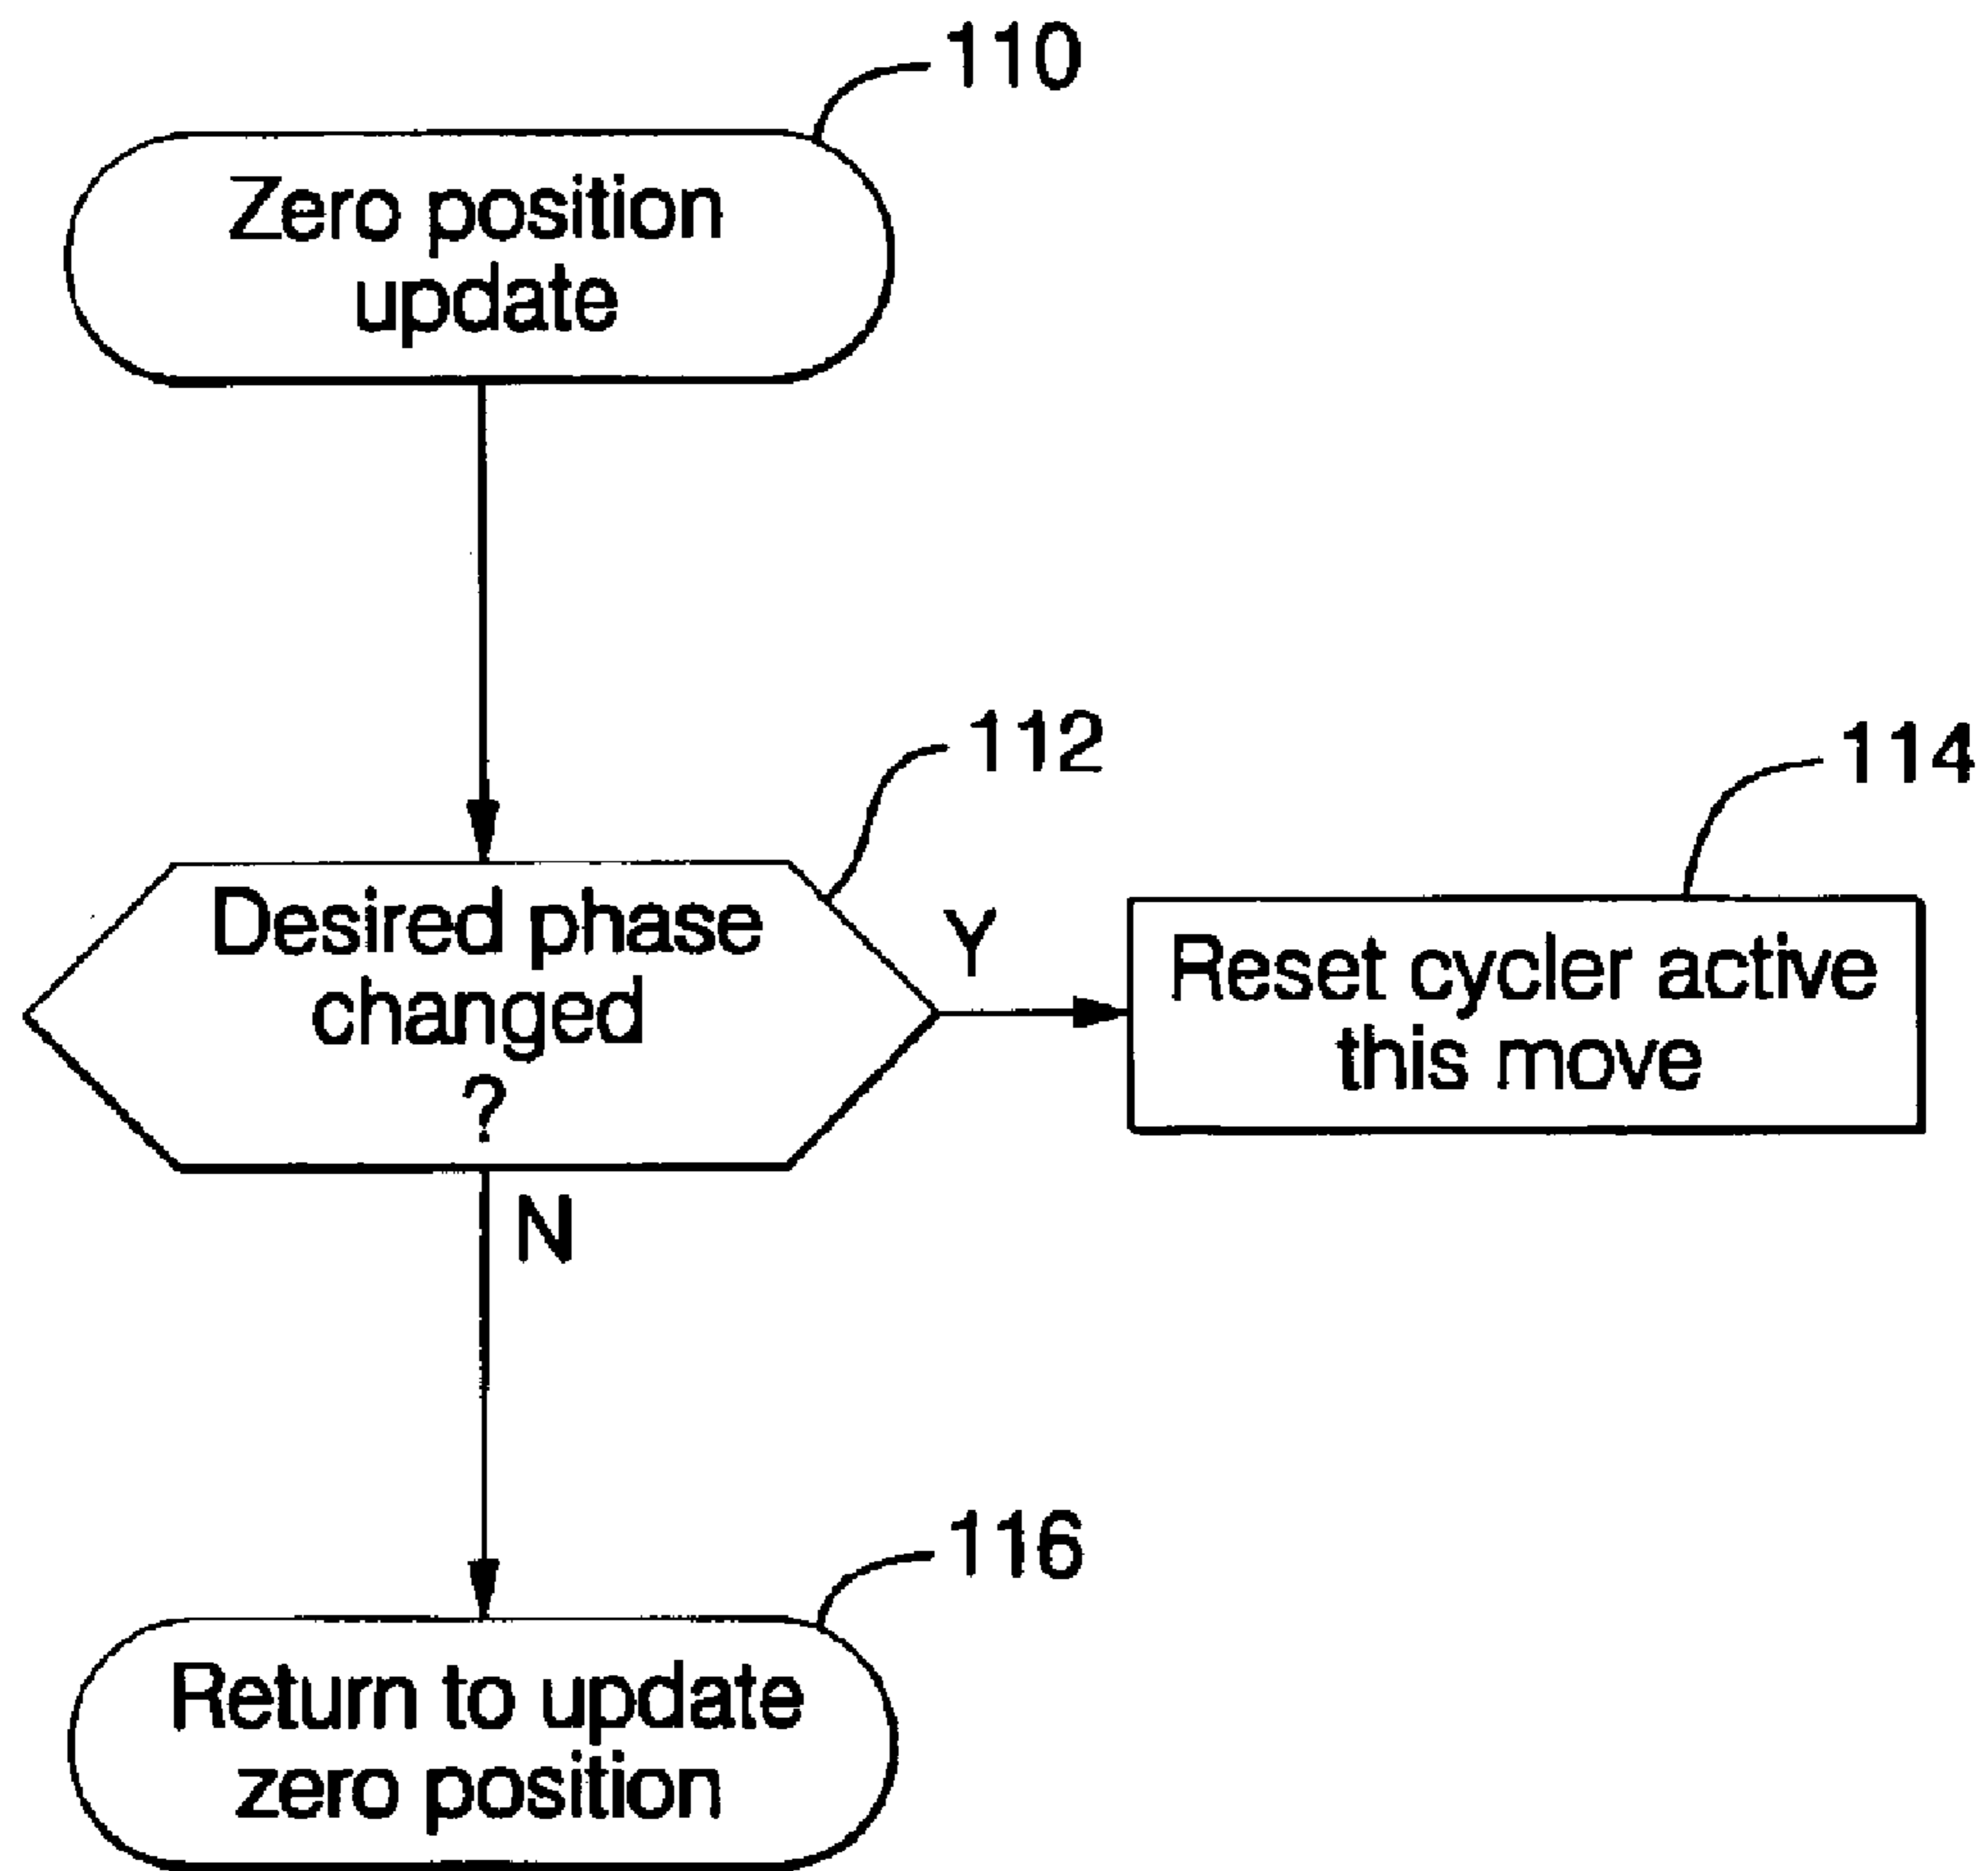 110
Zero position
update
112
114
Desired phase
changed
?
Y
Reset cycler active
this move
N
116
Return to update
zero position